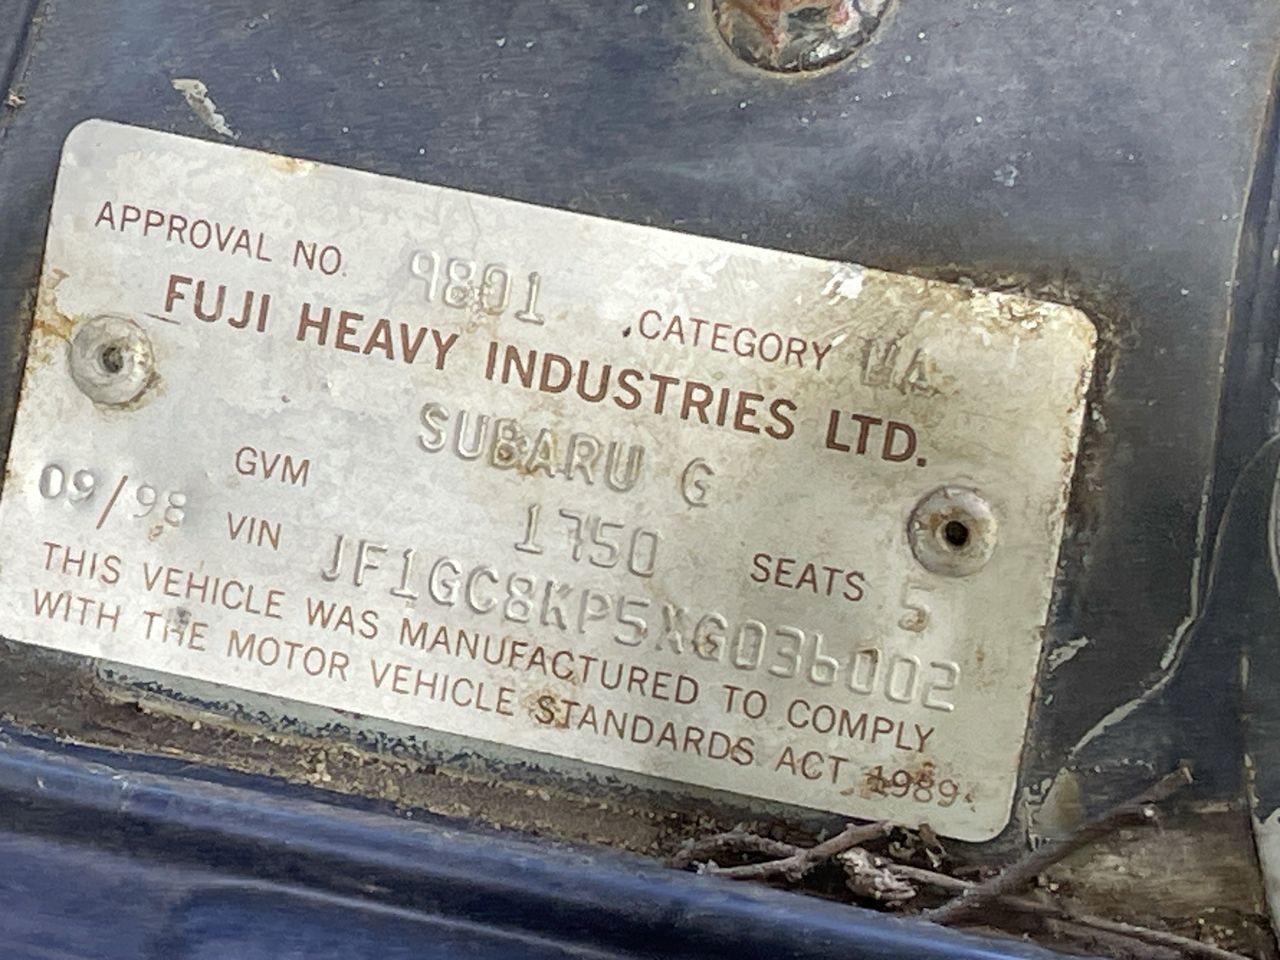 APPROVAL NO. 9801 CATEGORY MA
FUJI HEAVY INDUSTRIES LTD.
SUBARU G
GVM 1750 SEATS 5
09/98 VIN JF1GC8KP5XG036002
THIS VEHICLE WAS MANUFACTURED TO COMPLY
WITH THE MOTOR VEHICLE STANDARDS ACT 1989.